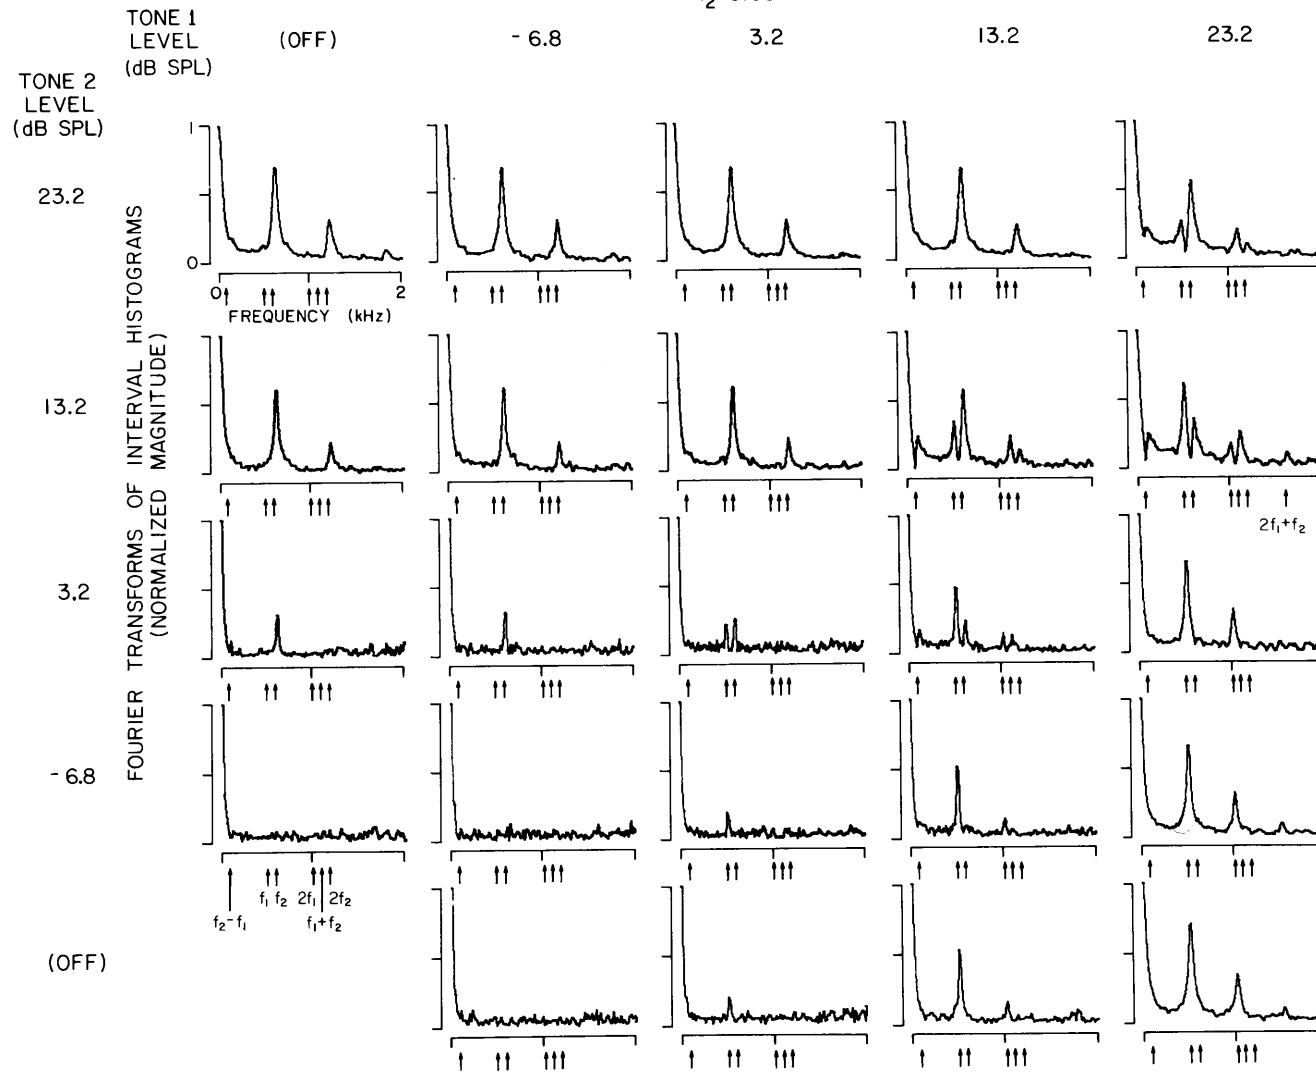 TONE 1
LEVEL
(dB SPL)
(OFF)
-6.8
3.2
13.2
23.2
TONE 2
LEVEL
(dB SPL)
23.2
13.2
3.2
-6.8
(OFF)
FOURIER TRANSFORMS OF INTERVAL HISTOGRAMS
(NORMALIZED MAGNITUDE)
1
0
0
2
FREQUENCY (kHz)
2f₁+f₂
f₁ f₂ 2f₁ 2f₂
f₂-f₁ f₁+f₂